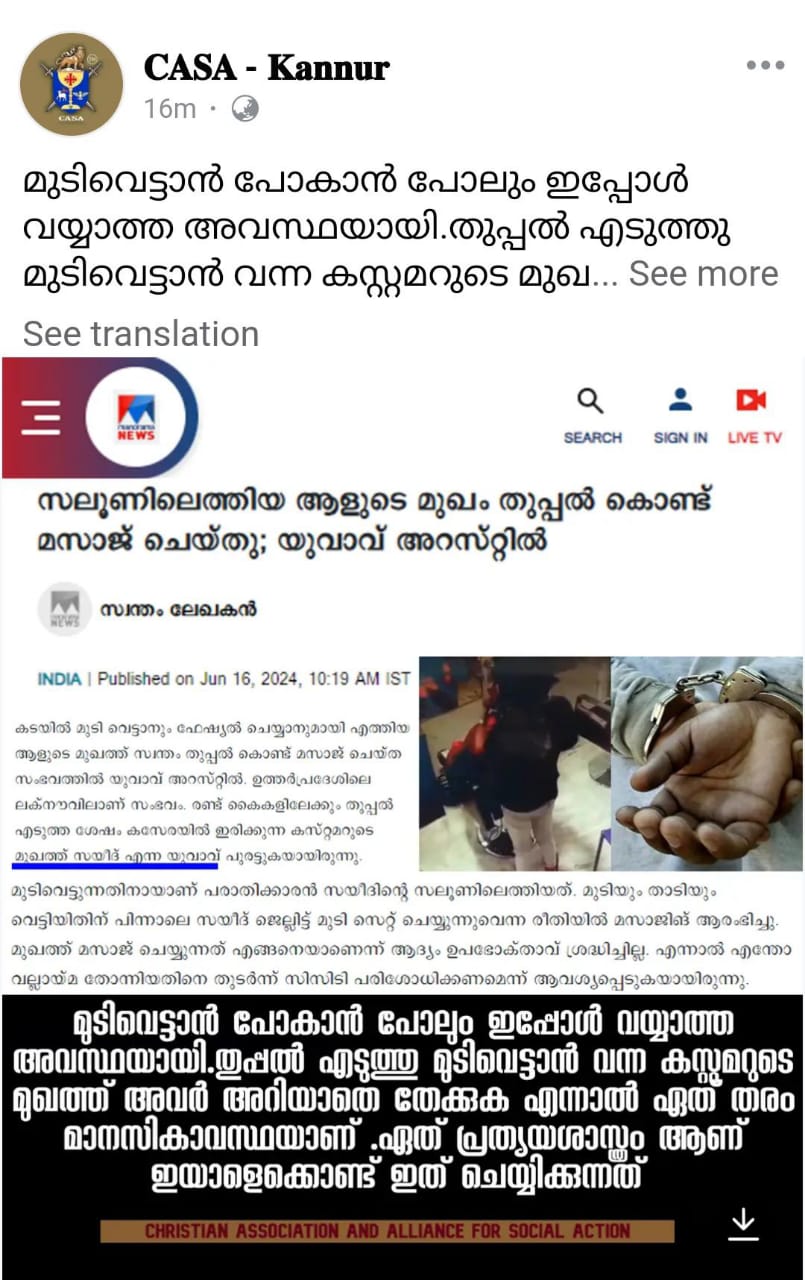 CASA - Kannur
16m ·
മുടിവെട്ടാൻ പോകാൻ പോലും ഇപ്പോൾ
വയ്യാത്ത അവസ്ഥയായി.തുപ്പൽ എടുത്തു
മുടിവെട്ടാൻ വന്ന കസ്റ്റമറുടെ മുഖ... See more
See translation
manorama
NEWS
SEARCH SIGN IN LIVE TV
സലൂണിലെത്തിയ ആളുടെ മുഖം തുപ്പൽ കൊണ്ട്
മസാജ് ചെയ്തു; യുവാവ് അറസ്റ്റിൽ
സ്വന്തം ലേഖകൻ
INDIA | Published on Jun 16, 2024, 10:19 AM IST
കടയിൽ മുടി വെട്ടാനും ഫേഷ്യൽ ചെയ്യാനുമായി എത്തിയ
ആളുടെ മുഖത്ത് സ്വന്തം തുപ്പൽ കൊണ്ട് മസാജ് ചെയ്ത
സംഭവത്തിൽ യുവാവ് അറസ്റ്റിൽ. ഉത്തർപ്രദേശിലെ
ലക്നൗവിലാണ് സംഭവം. രണ്ട് കൈകളിലേക്കും തുപ്പൽ
എടുത്ത ശേഷം കസേരയിൽ ഇരിക്കുന്ന കസ്റ്റമറുടെ
മുഖത്ത് സയീദ് എന്ന യുവാവ് പുരട്ടുകയായിരുന്നു.
മുടിവെട്ടുന്നതിനായാണ് പരാതിക്കാരൻ സയീദിന്റെ സലൂണിലെത്തിയത്. മുടിയും താടിയും
വെട്ടിയതിന് പിന്നാലെ സയീദ് ജെല്ലിട്ട് മുടി സെറ്റ് ചെയ്യുന്നുവെന്ന രീതിയിൽ മസാജിങ് ആരംഭിച്ചു.
മുഖത്ത് മസാജ് ചെയ്യുന്നത് എങ്ങനെയാണെന്ന് ആദ്യം ഉപഭോക്താവ് ശ്രദ്ധിച്ചില്ല. എന്നാൽ എന്തോ
വല്ലായ്മ തോന്നിയതിനെ തുടർന്ന് സിസിടി പരിശോധിക്കണമെന്ന് ആവശ്യപ്പെടുകയായിരുന്നു.
മുടിവെട്ടാൻ പോകാൻ പോലും ഇപ്പോൾ വയ്യാത്ത
അവസ്ഥയായി.തുപ്പൽ എടുത്തു മുടിവെട്ടാൻ വന്ന കസ്റ്റമറുടെ
മുഖത്ത് അവർ അറിയാതെ തേക്കുക എന്നാൽ ഏത് തരം
മാനസികാവസ്ഥയാണ് .ഏത് പ്രത്യയശാസ്ത്രം ആണ്
ഇയാളെക്കൊണ്ട് ഇത് ചെയ്യിക്കുന്നത്
CHRISTIAN ASSOCIATION AND ALLIANCE FOR SOCIAL ACTION